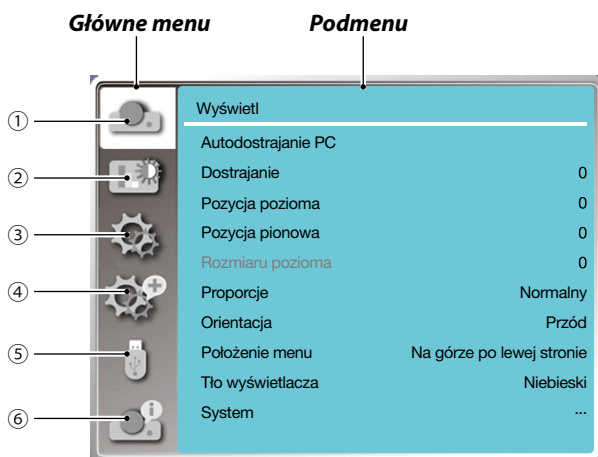 Główne menu Podmenu
Wyświetl
①
Autodostrajanie PC
②
Dostrajanie 0
Pozycja pozioma 0
③
Pozycja pionowa 0
Rozmiaru pozioma 0
④
Proporcje Normalny
Orientacja Przód
⑤
Położenie menu Na górze po lewej stronie
Tło wyświetlacza Niebieski
⑥
System ...